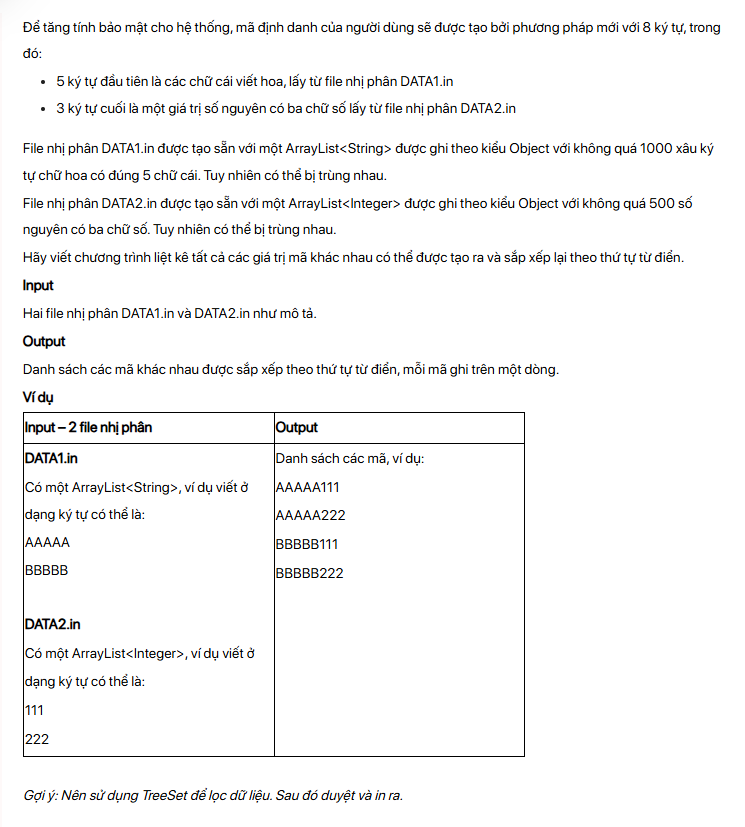 Để tăng tính bảo mật cho hệ thống, mã định danh của người dùng sẽ được tạo bởi phương pháp mới với 8 ký tự, trong
đó:
• 5 ký tự đầu tiên là các chữ cái viết hoa, lấy từ file nhị phân DATA1.in
• 3 ký tự cuối là một giá trị số nguyên có ba chữ số lấy từ file nhị phân DATA2.in
File nhị phân DATA1.in được tạo sẵn với một ArrayList<String> được ghi theo kiểu Object với không quá 1000 xâu ký
tự chữ hoa có đúng 5 chữ cái. Tuy nhiên có thể bị trùng nhau.
File nhị phân DATA2.in được tạo sẵn với một ArrayList<Integer> được ghi theo kiểu Object với không quá 500 số
nguyên có ba chữ số. Tuy nhiên có thể bị trùng nhau.
Hãy viết chương trình liệt kê tất cả các giá trị mã khác nhau có thể được tạo ra và sắp xếp lại theo thứ tự từ điển.
Input
Hai file nhị phân DATA1.in và DATA2.in như mô tả.
Output
Danh sách các mã khác nhau được sắp xếp theo thứ tự từ điển, mỗi mã ghi trên một dòng.
Ví dụ
Input – 2 file nhị phân
DATA1.in
Có một ArrayList<String>, ví dụ viết ở
dạng ký tự có thể là:
AAAAA
BBBBB
DATA2.in
Có một ArrayList<Integer>, ví dụ viết ở
dạng ký tự có thể là:
111
222
Output
Danh sách các mã, ví dụ:
AAAAA111
AAAAA222
BBBBB111
BBBBB222
Gợi ý: Nên sử dụng TreeSet để lọc dữ liệu. Sau đó duyệt và in ra.